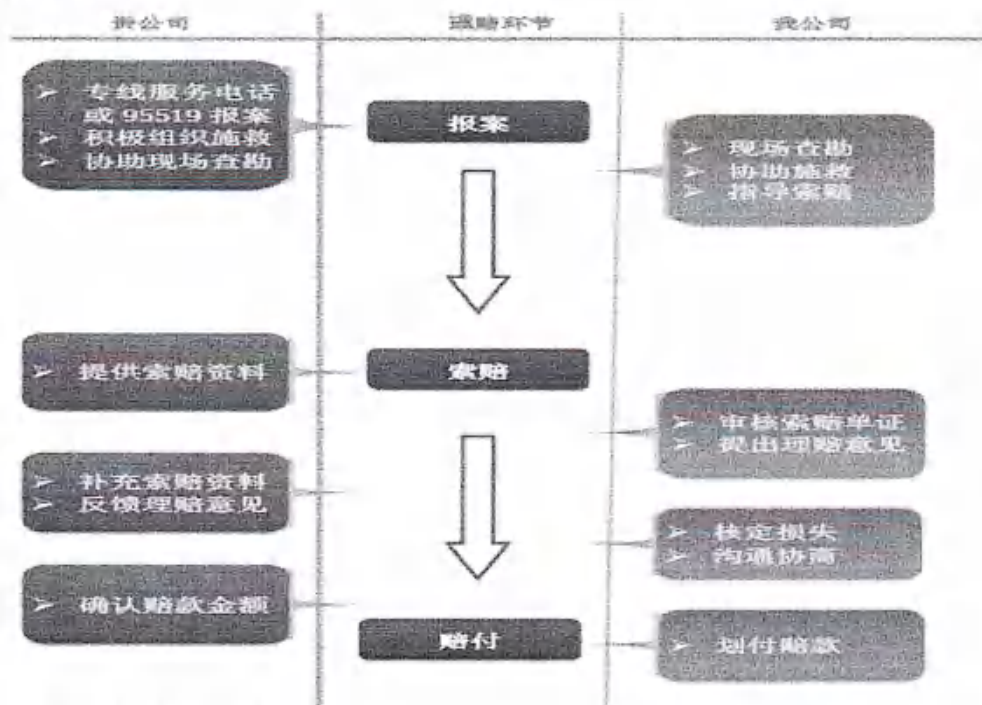 贵公司
理赔环节
我公司
➢ 专线服务电话
或 95519 报案
➢ 积极组织施救
➢ 协助现场查勘
报案
➢ 现场查勘
➢ 协助施救
➢ 指导索赔
➢ 提供索赔资料
索赔
➢ 审核索赔单证
➢ 提出理赔意见
➢ 补充索赔资料
➢ 反馈理赔意见
➢ 核定损失
➢ 沟通协商
➢ 确认赔款金额
赔付
➢ 划付赔款